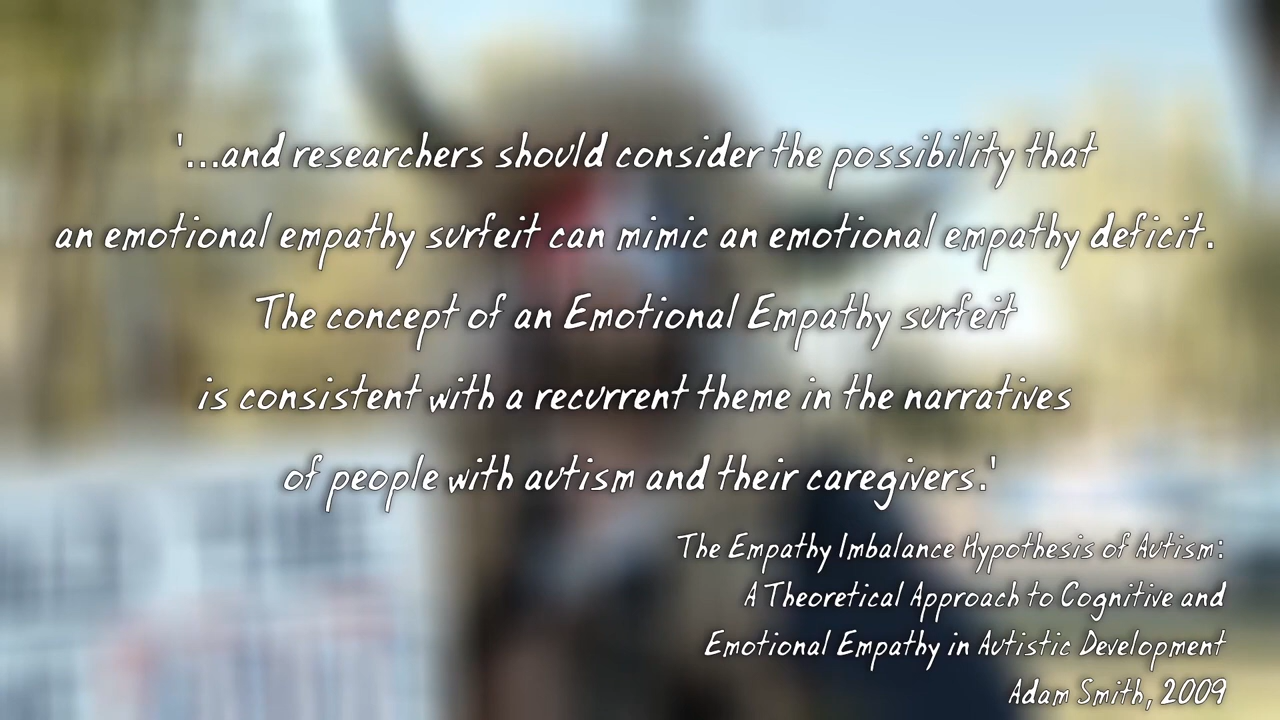 '...and researchers should consider the possibility that
an emotional empathy surfeit can mimic an emotional empathy deficit.
The concept of an Emotional Empathy surfeit
is consistent with a recurrent theme in the narratives
of people with autism and their caregivers.'
The Empathy Imbalance Hypothesis of Autism:
A Theoretical Approach to Cognitive and
Emotional Empathy in Autistic Development
Adam Smith, 2009